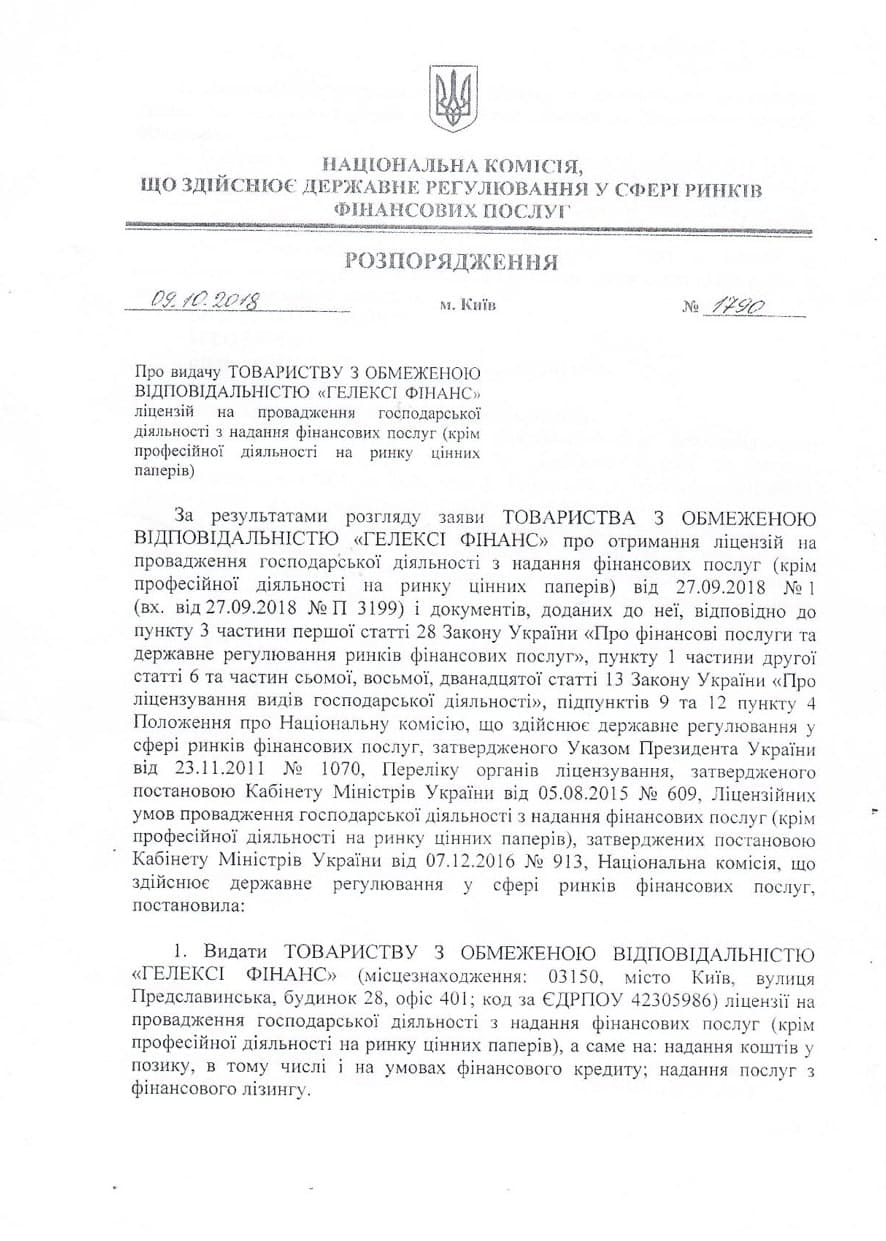 НАЦІОНАЛЬНА КОМІСІЯ,
ЩО ЗДІЙСНЮЄ ДЕРЖАВНЕ РЕГУЛЮВАННЯ У СФЕРІ РИНКІВ
ФІНАНСОВИХ ПОСЛУГ
РОЗПОРЯДЖЕННЯ
09.10.2018 м. Київ № 1790
Про видачу ТОВАРИСТВУ З ОБМЕЖЕНОЮ
ВІДПОВІДАЛЬНІСТЮ «ГЕЛЕКСІ ФІНАНС»
ліцензій на провадження господарської
діяльності з надання фінансових послуг (крім
професійної діяльності на ринку цінних
паперів)
За результатами розгляду заяви ТОВАРИСТВА З ОБМЕЖЕНОЮ
ВІДПОВІДАЛЬНІСТЮ «ГЕЛЕКСІ ФІНАНС» про отримання ліцензій на
провадження господарської діяльності з надання фінансових послуг (крім
професійної діяльності на ринку цінних паперів) від 27.09.2018 № 1
(вх. від 27.09.2018 № П 3199) і документів, доданих до неї, відповідно до
пункту 3 частини першої статті 28 Закону України «Про фінансові послуги та
державне регулювання ринків фінансових послуг», пункту 1 частини другої
статті 6 та частин сьомої, восьмої, дванадцятої статті 13 Закону України «Про
ліцензування видів господарської діяльності», підпунктів 9 та 12 пункту 4
Положення про Національну комісію, що здійснює державне регулювання у
сфері ринків фінансових послуг, затвердженого Указом Президента України
від 23.11.2011 № 1070, Переліку органів ліцензування, затвердженого
постановою Кабінету Міністрів України від 05.08.2015 № 609, Ліцензійних
умов провадження господарської діяльності з надання фінансових послуг (крім
професійної діяльності на ринку цінних паперів), затверджених постановою
Кабінету Міністрів України від 07.12.2016 № 913, Національна комісія, що
здійснює державне регулювання у сфері ринків фінансових послуг,
постановила:
1. Видати ТОВАРИСТВУ З ОБМЕЖЕНОЮ ВІДПОВІДАЛЬНІСТЮ
«ГЕЛЕКСІ ФІНАНС» (місцезнаходження: 03150, місто Київ, вулиця
Предславинська, будинок 28, офіс 401; код за ЄДРПОУ 42305986) ліцензії на
провадження господарської діяльності з надання фінансових послуг (крім
професійної діяльності на ринку цінних паперів), а саме на: надання коштів у
позику, в тому числі і на умовах фінансового кредиту; надання послуг з
фінансового лізингу.